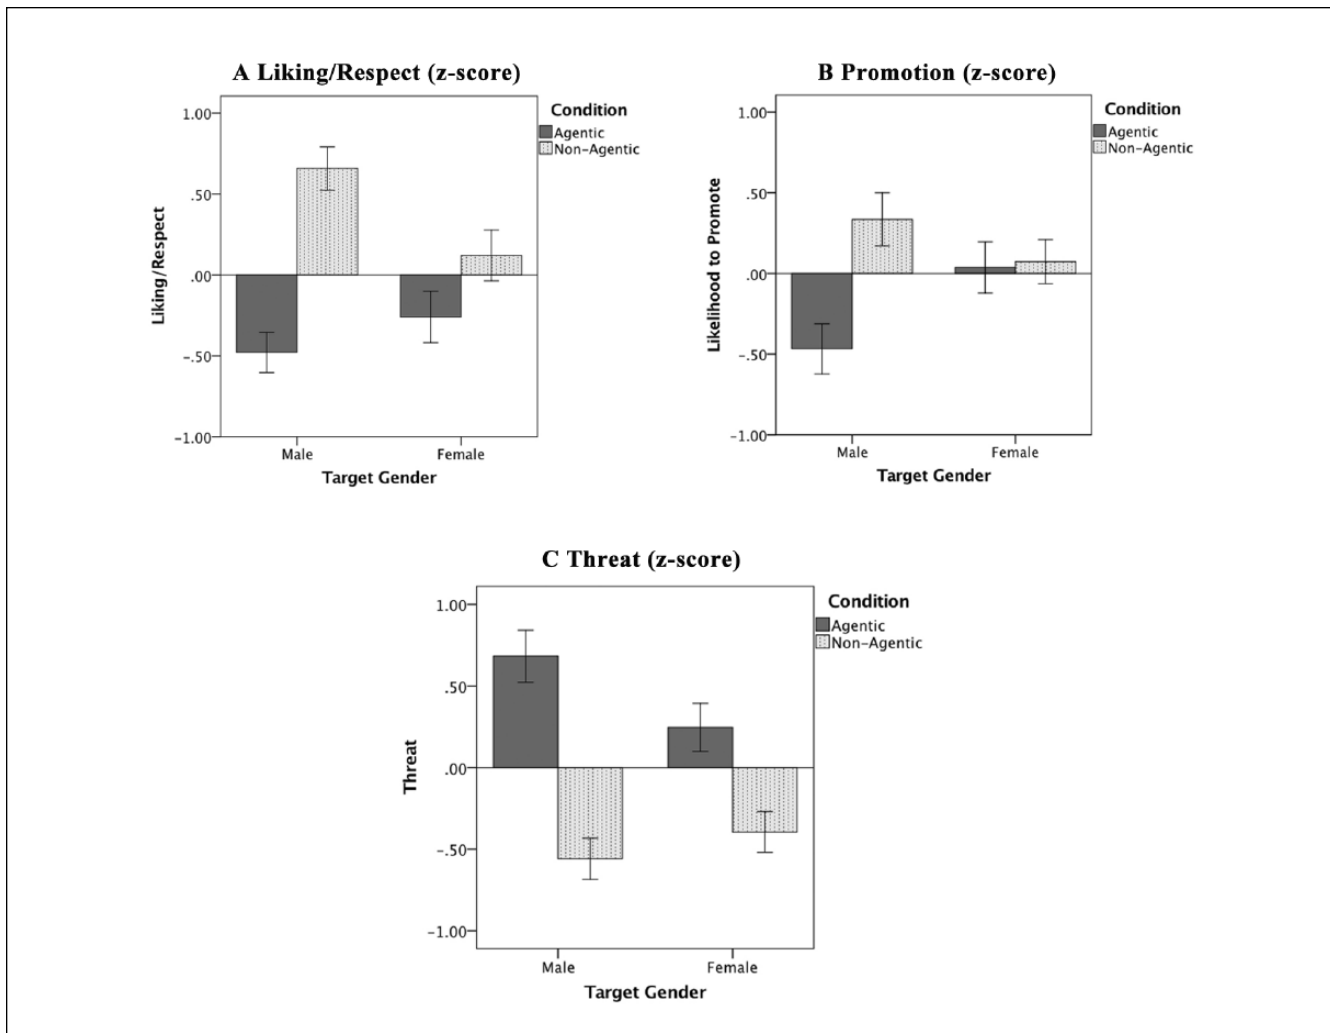 A Liking/Respect (z-score)
1.00
.50
.00
-.50
-1.00
Liking/Respect
Male
Female
Target Gender
Condition
Agentic
Non-Agentic
B Promotion (z-score)
1.00
.50
.00
-.50
-1.00
Likelihood to Promote
Male
Female
Target Gender
Condition
Agentic
Non-Agentic
C Threat (z-score)
1.00
.50
.00
-.50
-1.00
Threat
Male
Female
Target Gender
Condition
Agentic
Non-Agentic